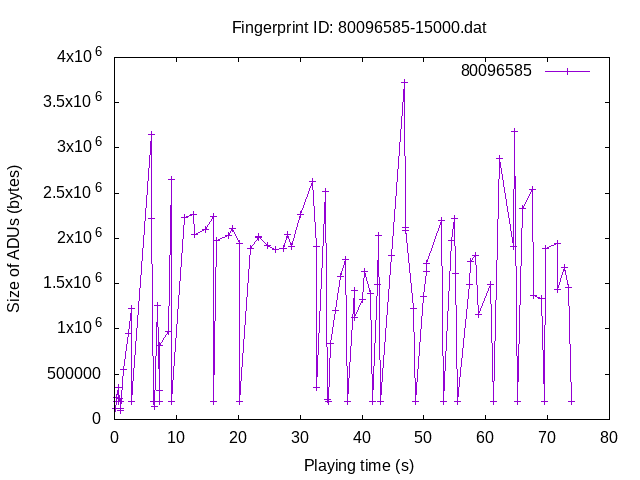 Fingerprint ID: 80096585-15000.dat
80096585
4x10^6
3.5x10^6
3x10^6
2.5x10^6
2x10^6
1.5x10^6
1x10^6
500000
0
Size of ADUs (bytes)
0 10 20 30 40 50 60 70 80
Playing time (s)